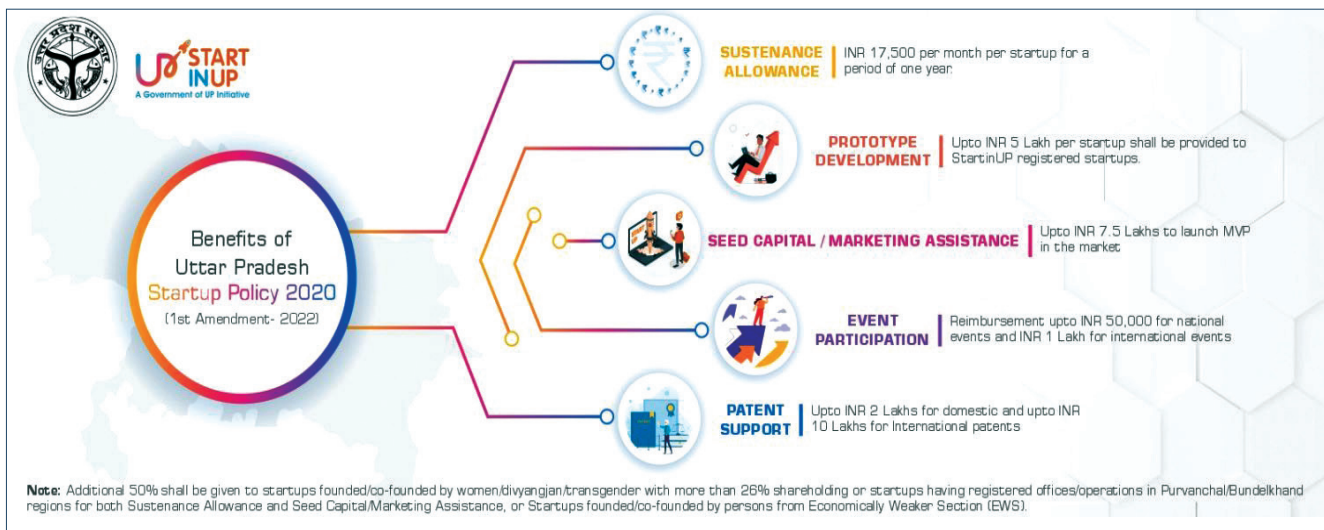 उत्तर प्रदेश सरकार
UP START
IN UP
A Government of UP Initiative
Benefits of
Uttar Pradesh
Startup Policy 2020
(1st Amendment- 2022)
SUSTENANCE
ALLOWANCE
INR 17,500 per month per startup for a
period of one year.
PROTOTYPE
DEVELOPMENT
Upto INR 5 Lakh per startup shall be provided to
StartinUP registered startups.
SEED CAPITAL / MARKETING ASSISTANCE
Upto INR 7.5 Lakhs to launch MVP
in the market
EVENT
PARTICIPATION
Reimbursement upto INR 50,000 for national
events and INR 1 Lakh for international events
PATENT
SUPPORT
Upto INR 2 Lakhs for domestic and upto INR
10 Lakhs for International patents
Note: Additional 50% shall be given to startups founded/co-founded by women/divyangjan/transgender with more than 26% shareholding or startups having registered offices/operations in Purvanchal/Bundelkhand
regions for both Sustenance Allowance and Seed Capital/Marketing Assistance, or Startups founded/co-founded by persons from Economically Weaker Section (EWS).